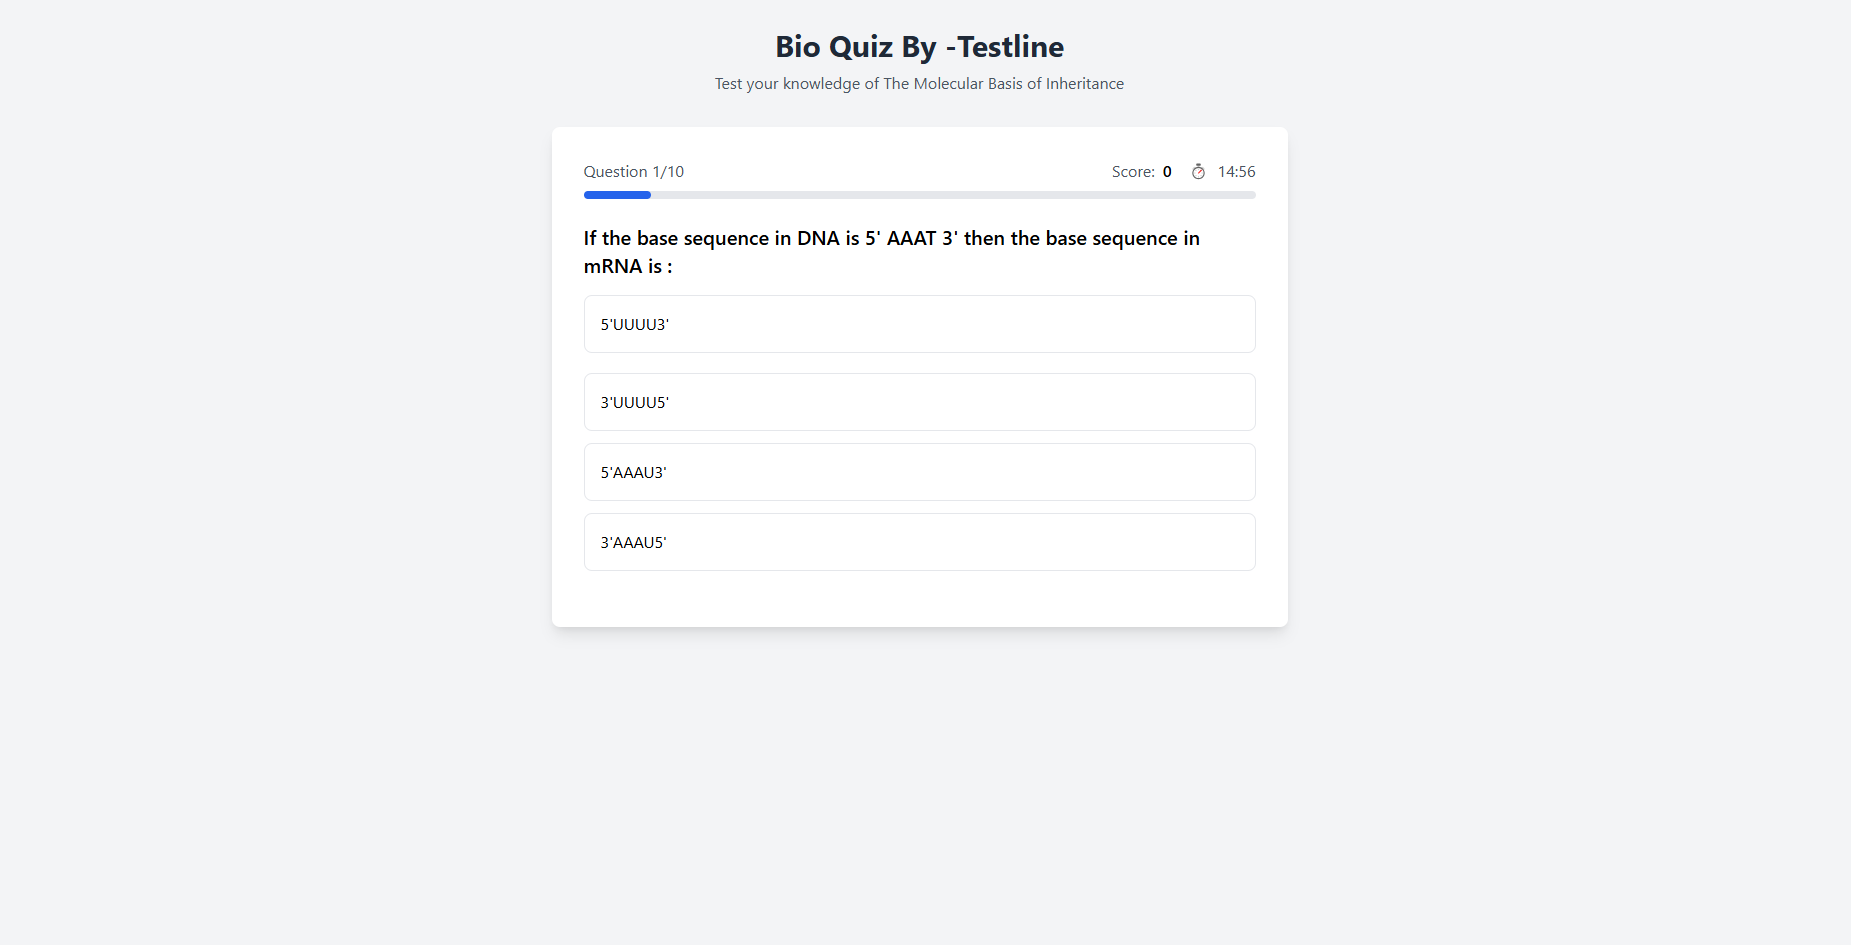 Bio Quiz By -Testline
Test your knowledge of The Molecular Basis of Inheritance
Question 1/10
Score: 0 14:56
If the base sequence in DNA is 5' AAAT 3' then the base sequence in
mRNA is :
5'UUUU3'
3'UUUU5'
5'AAAU3'
3'AAAU5'